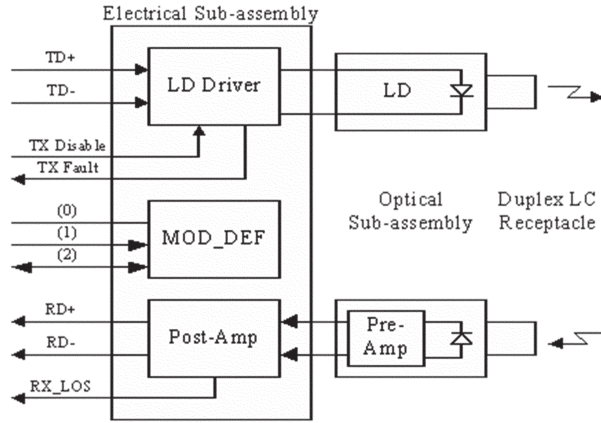 Electrical Sub-assembly
TD+
TD-
LD Driver
LD
TX Disable
TX Fault
(0)
(1)
(2)
MOD_DEF
Optical
Sub-assembly
Duplex LC
Receptacle
RD+
RD-
Post-Amp
Pre-
Amp
RX_LOS